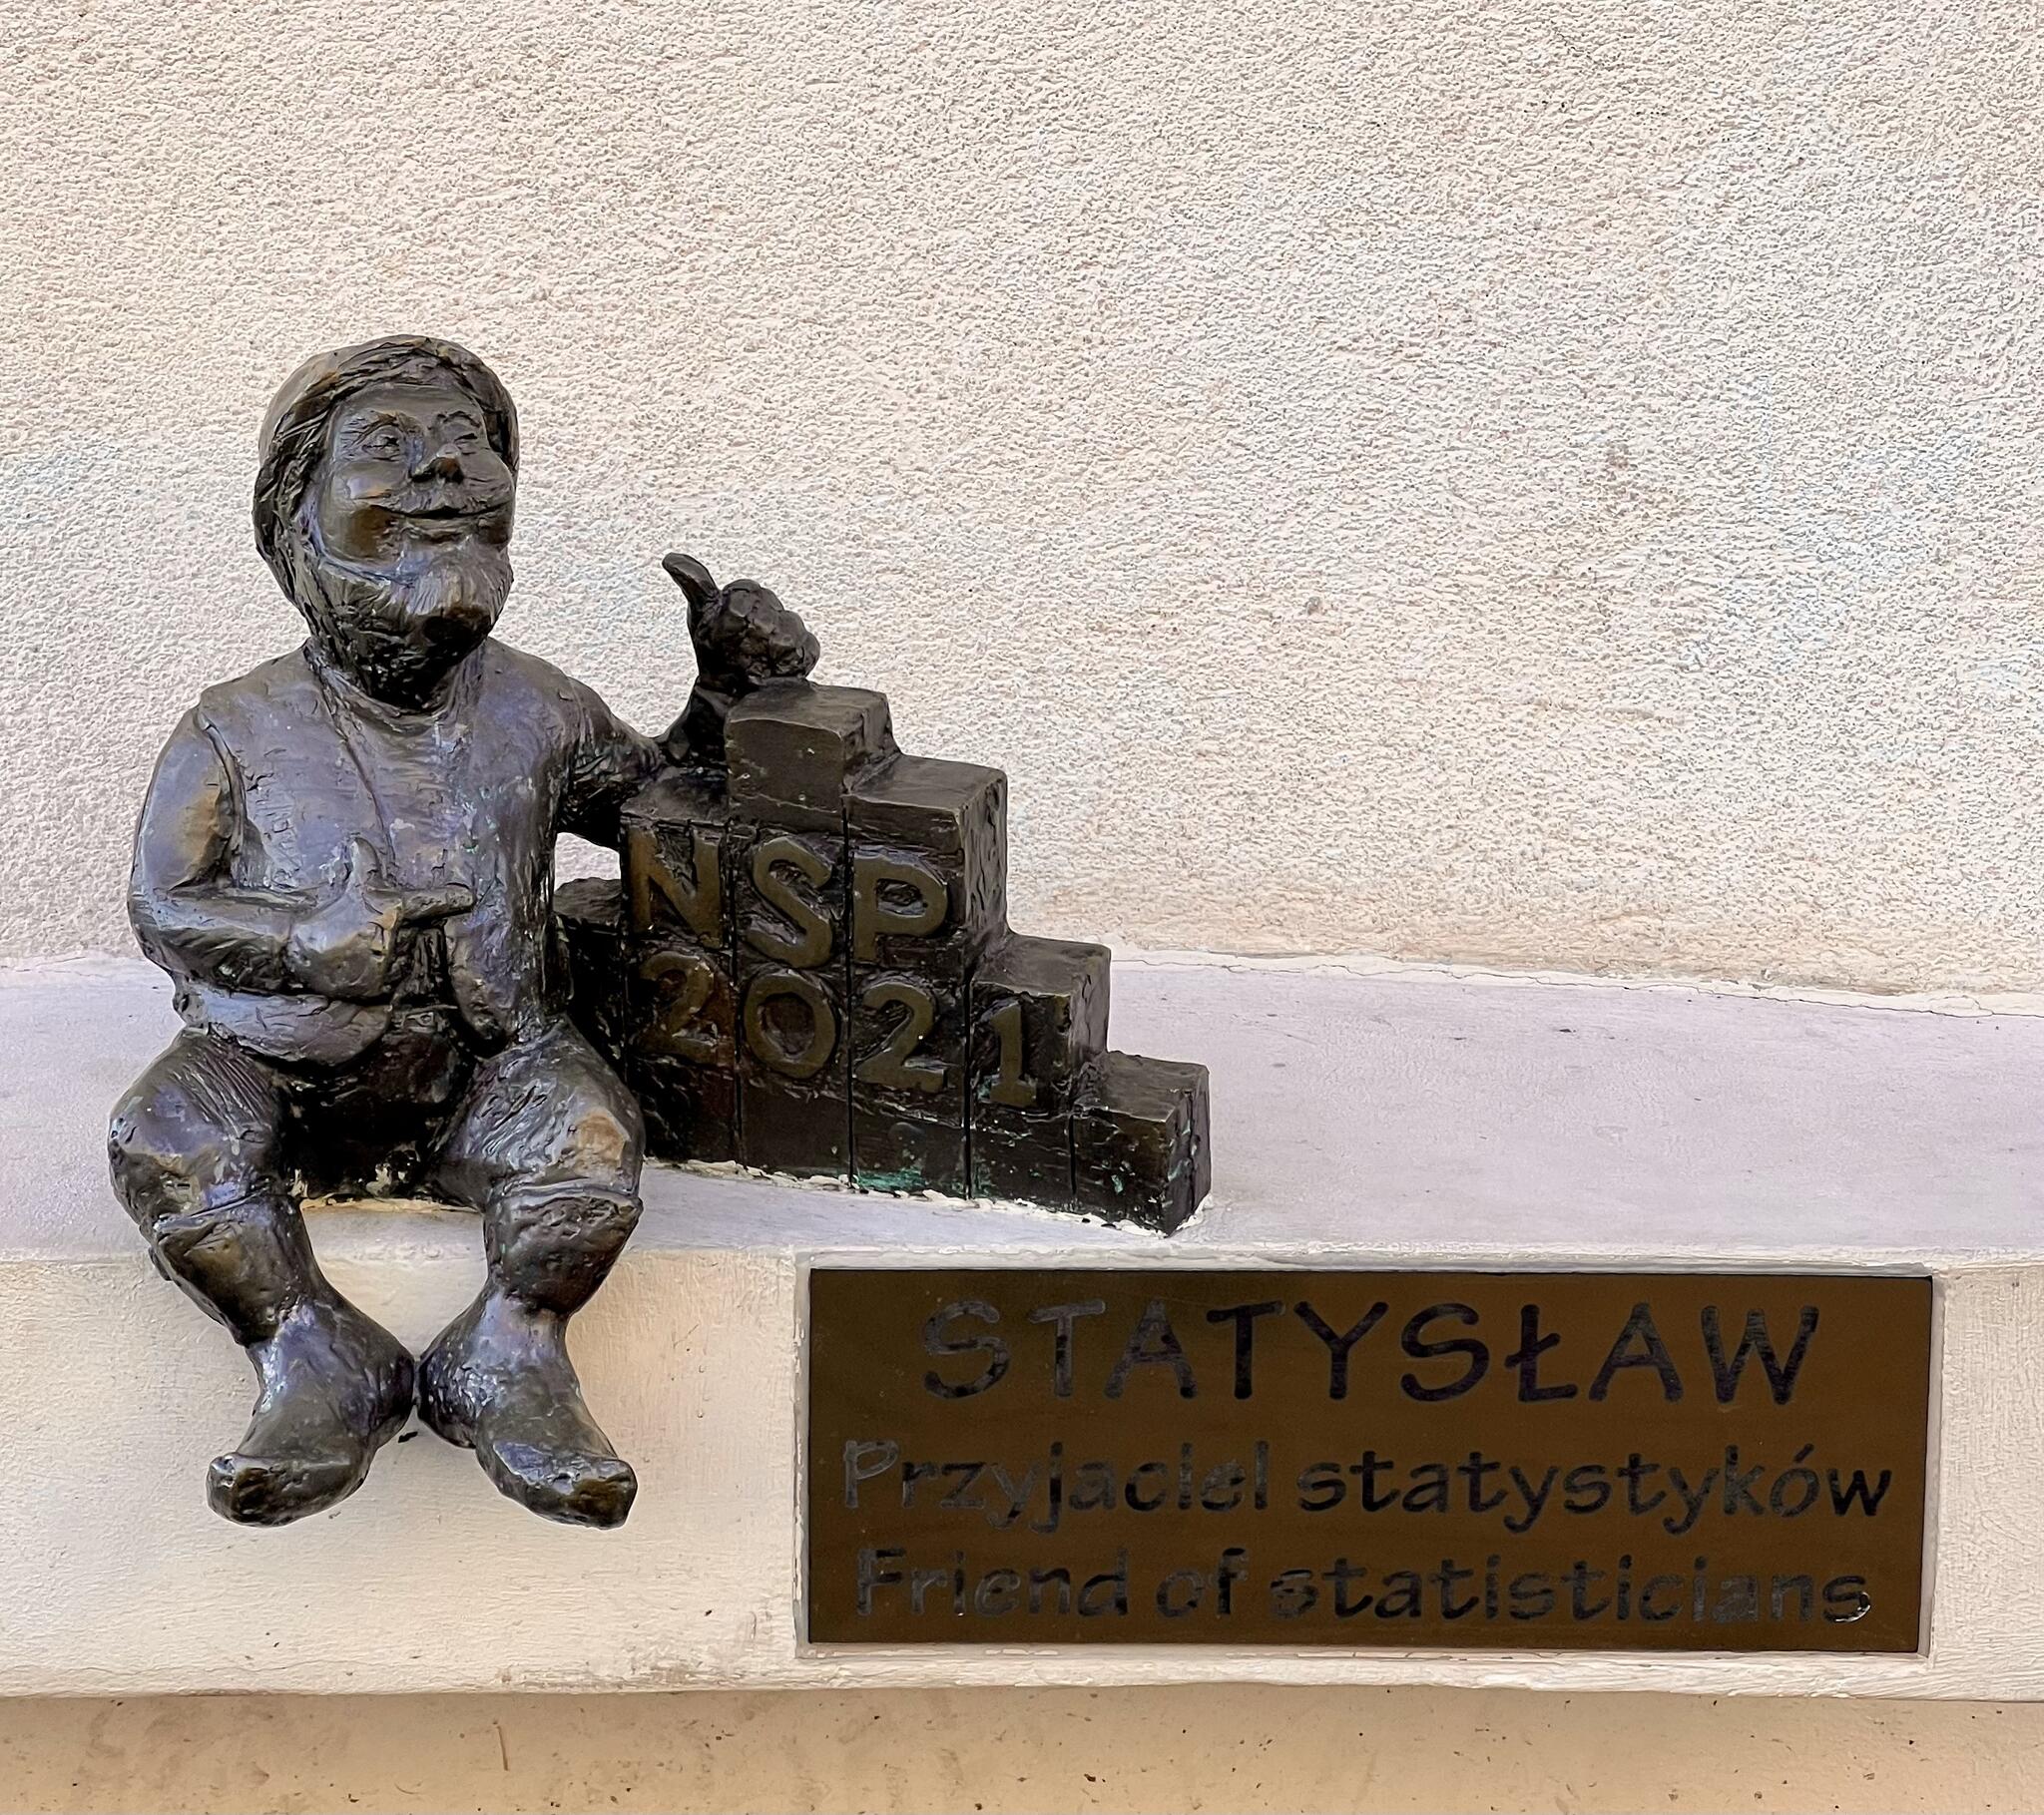 NSP
2021
STATYSŁAW
Przyjaciel statystyków
Friend of statisticians